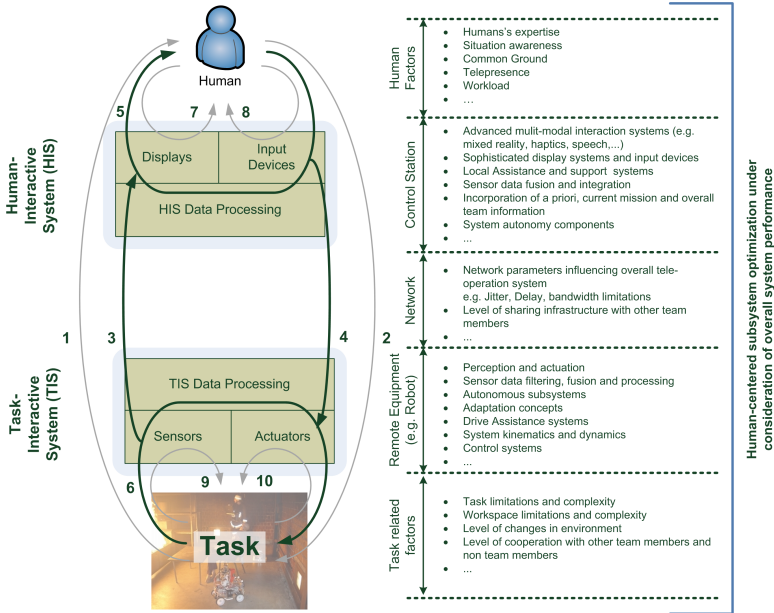 Human
5
7
8
Displays
Input
Devices
HIS Data Processing
Human-
Interactive
System (HIS)
1
3
4
2
TIS Data Processing
Sensors
Actuators
Task-
Interactive
System (TIS)
6
9
10
Task
Human
Factors
• Humans's expertise
• Situation awareness
• Common Ground
• Telepresence
• Workload
• ...
Control Station
• Advanced mulit-modal interaction systems (e.g.
mixed reality, haptics, speech,...)
• Sophisticated display systems and input devices
• Local Assistance and support systems
• Sensor data fusion and integration
• Incorporation of a priori, current mission and overall
team information
• System autonomy components
• ...
Network
• Network parameters influencing overall tele-
operation system
e.g. Jitter, Delay, bandwidth limitations
• Level of sharing infrastructure with other team
members
• ...
Remote Equipment
(e.g. Robot)
• Perception and actuation
• Sensor data filtering, fusion and processing
• Autonomous subsystems
• Adaptation concepts
• Drive Assistance systems
• System kinematics and dynamics
• Control systems
• ...
Task related
factors
• Task limitations and complexity
• Workspace limitations and complexity
• Level of changes in environment
• Level of cooperation with other team members and
non team members
• ...
Human-centered subsystem optimization under
consideration of overall system performance